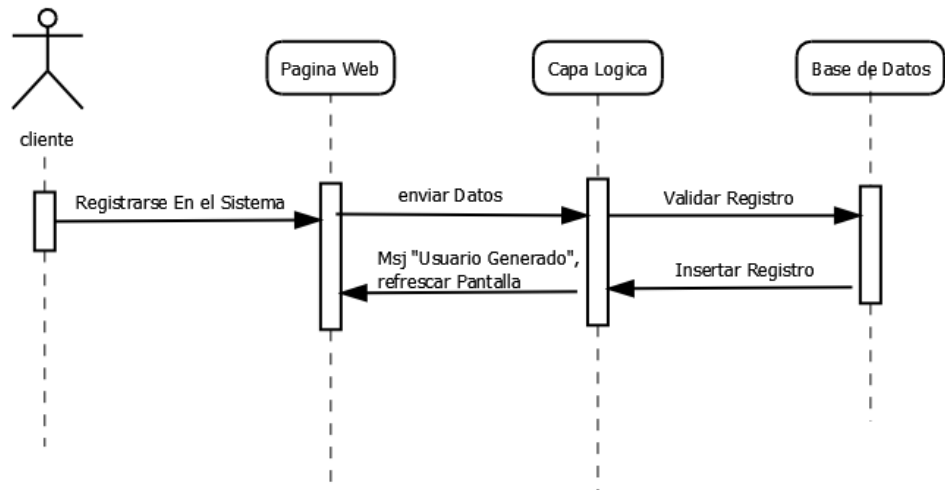 Pagina Web
Capa Logica
Base de Datos
cliente
Registrarse En el Sistema
enviar Datos
Validar Registro
Msj "Usuario Generado",
refrescar Pantalla
Insertar Registro